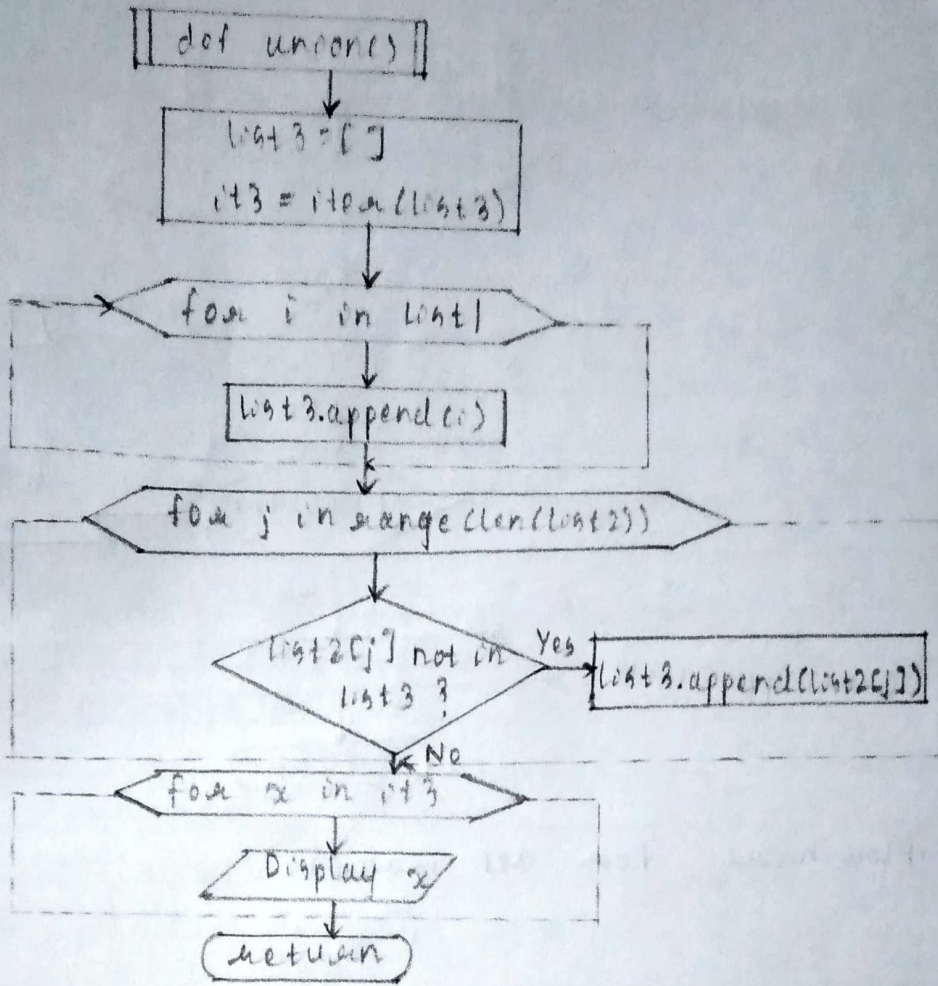 def union()
list3 = []
it3 = iter(list3)
for i in list1
list3.append(i)
for j in range(len(list2))
list2[j] not in
list3 ?
Yes
list3.append(list2[j])
No
for x in it3
Display x
return